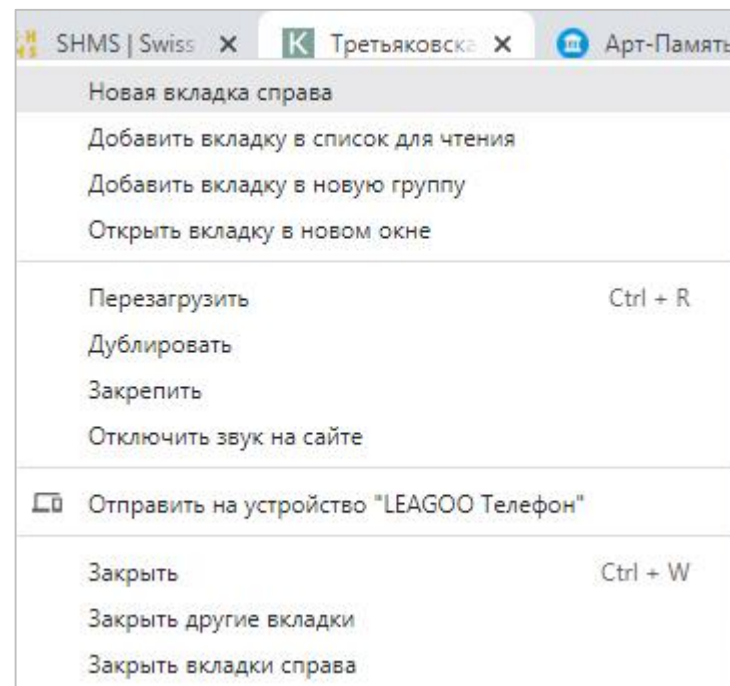 SHMS | Swiss К Третьяковска Арт-Память
Новая вкладка справа
Добавить вкладку в список для чтения
Добавить вкладку в новую группу
Открыть вкладку в новом окне
Перезагрузить Ctrl + R
Дублировать
Закрепить
Отключить звук на сайте
Отправить на устройство "LEAGOO Телефон"
Закрыть Ctrl + W
Закрыть другие вкладки
Закрыть вкладки справа